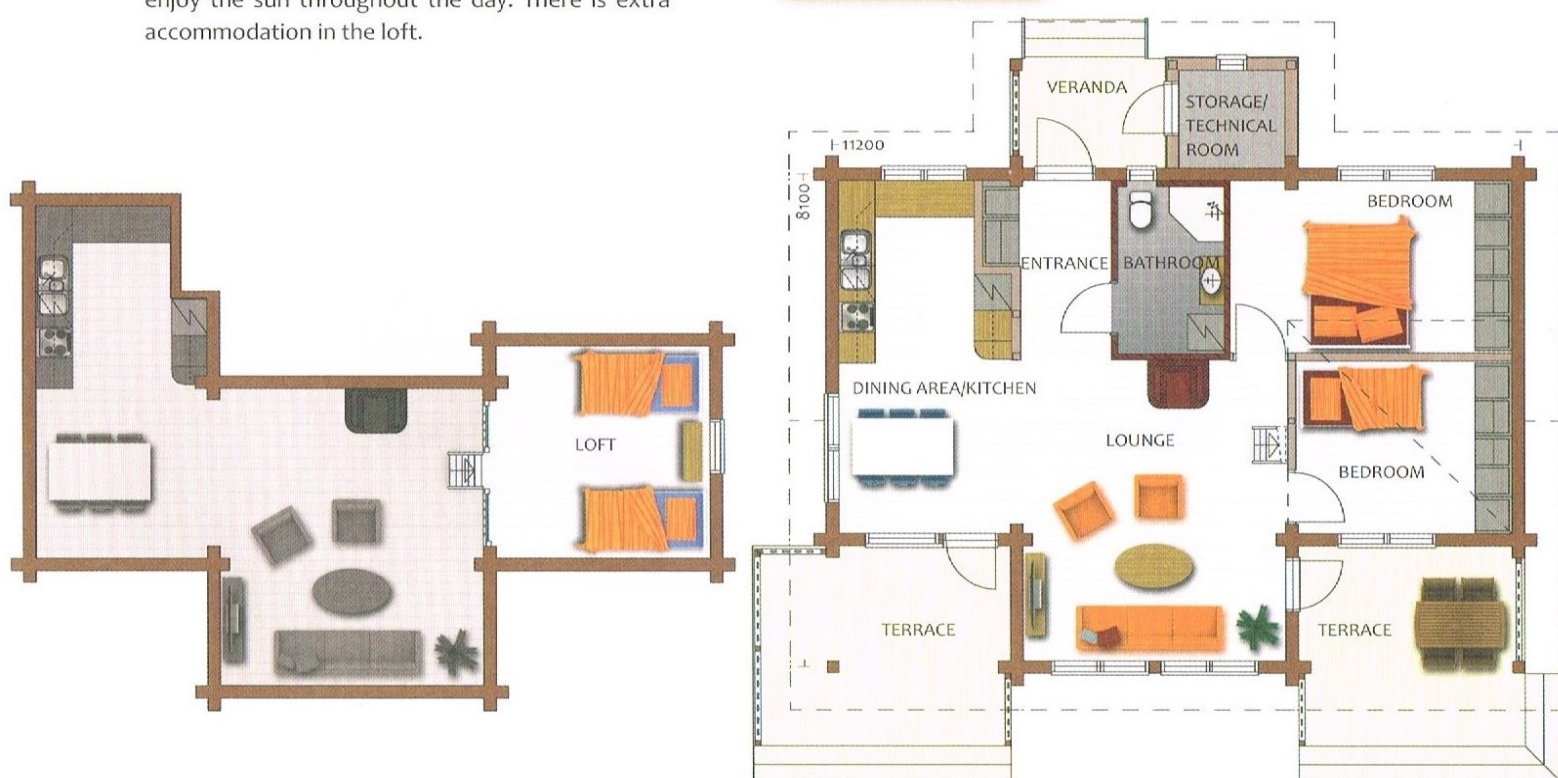 enjoy the sun throughout the day. There is extra
accommodation in the loft.
VERANDA
STORAGE/
TECHNICAL
ROOM
11200
8100
BEDROOM
ENTRANCE
BATHROOM
DINING AREA/KITCHEN
LOFT
LOUNGE
BEDROOM
TERRACE
TERRACE